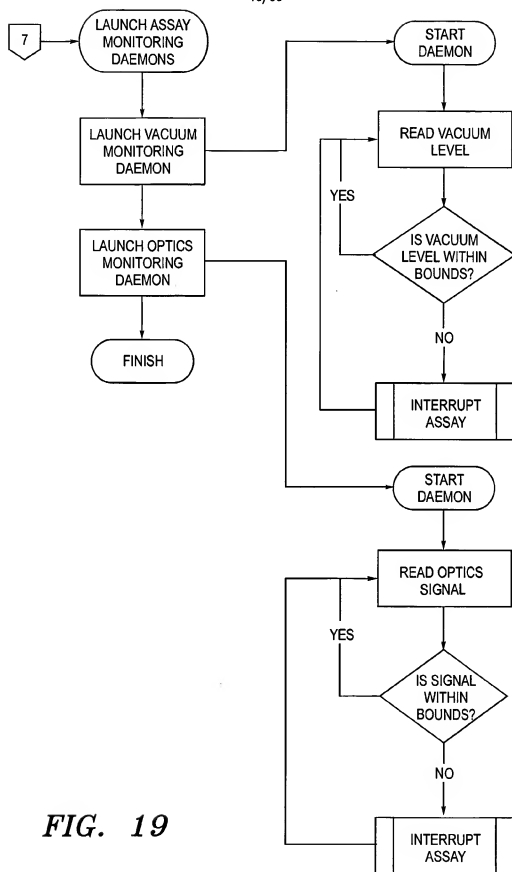 7
LAUNCH ASSAY
MONITORING
DAEMONS
LAUNCH VACUUM
MONITORING
DAEMON
LAUNCH OPTICS
MONITORING
DAEMON
FINISH
START
DAEMON
READ VACUUM
LEVEL
YES
IS VACUUM
LEVEL WITHIN
BOUNDS?
NO
INTERRUPT
ASSAY
START
DAEMON
READ OPTICS
SIGNAL
YES
IS SIGNAL
WITHIN
BOUNDS?
NO
INTERRUPT
ASSAY
FIG. 19